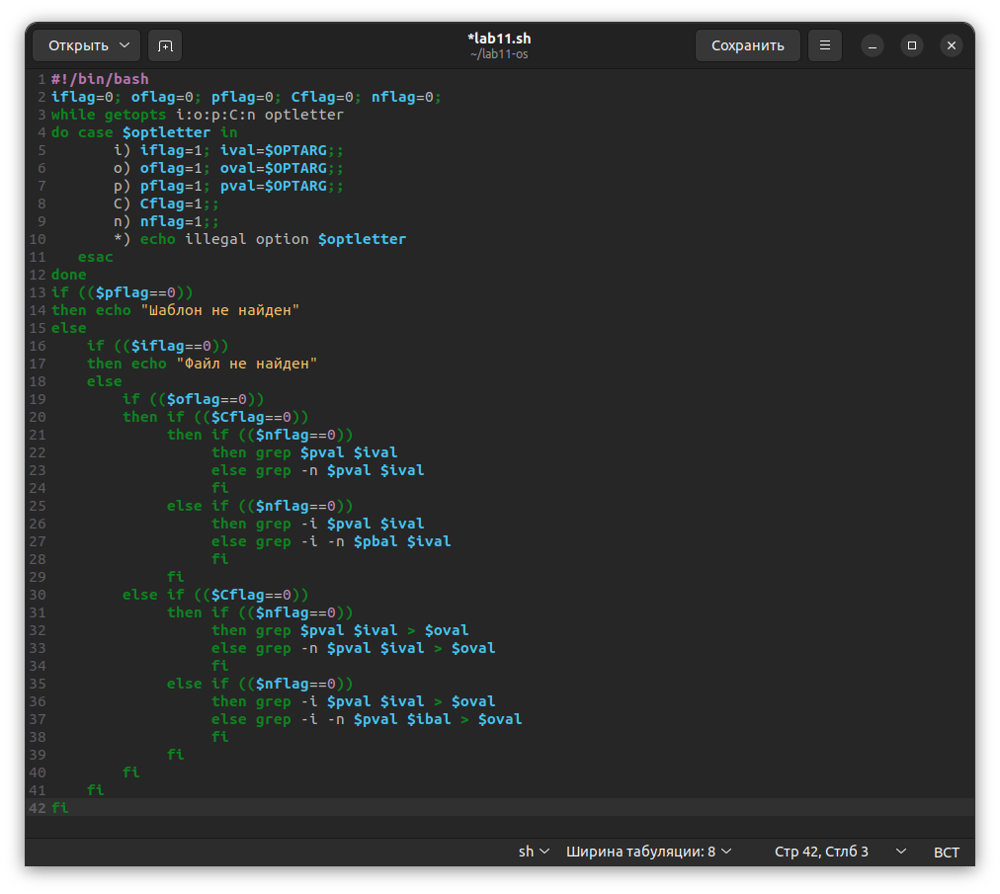 Открыть
*lab11.sh
~/lab11-os
Сохранить
1 #!/bin/bash
2 iflag=0; oflag=0; pflag=0; Cflag=0; nflag=0;
3 while getopts i:o:p:C:n optletter
4 do case $optletter in
5        i) iflag=1; ival=$OPTARG;;
6        o) oflag=1; oval=$OPTARG;;
7        p) pflag=1; pval=$OPTARG;;
8        C) Cflag=1;;
9        n) nflag=1;;
10        *) echo illegal option $optletter
11    esac
12 done
13 if (($pflag==0))
14 then echo "Шаблон не найден"
15 else
16     if (($iflag==0))
17     then echo "Файл не найден"
18     else
19         if (($oflag==0))
20         then if (($Cflag==0))
21              then if (($nflag==0))
22                   then grep $pval $ival
23                   else grep -n $pval $ival
24                   fi
25              else if (($nflag==0))
26                   then grep -i $pval $ival
27                   else grep -i -n $pbal $ival
28                   fi
29              fi
30         else if (($Cflag==0))
31              then if (($nflag==0))
32                   then grep $pval $ival > $oval
33                   else grep -n $pval $ival > $oval
34                   fi
35              else if (($nflag==0))
36                   then grep -i $pval $ival > $oval
37                   else grep -i -n $pval $ibal > $oval
38                   fi
39              fi
40         fi
41     fi
42 fi
sh Ширина табуляции: 8 Стр 42, Стлб 3 ВСТ